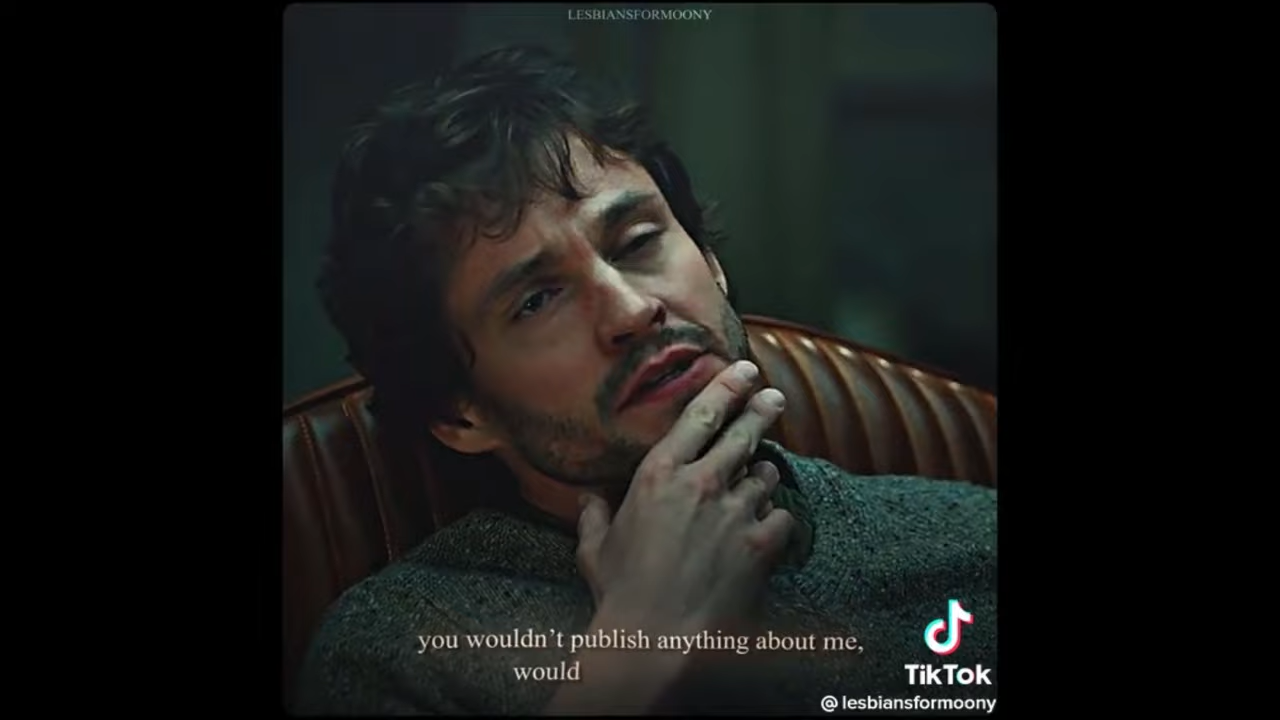 LESBIANSFORMOONY
you wouldn't publish anything about me,
would
TikTok
@lesbiansformoony